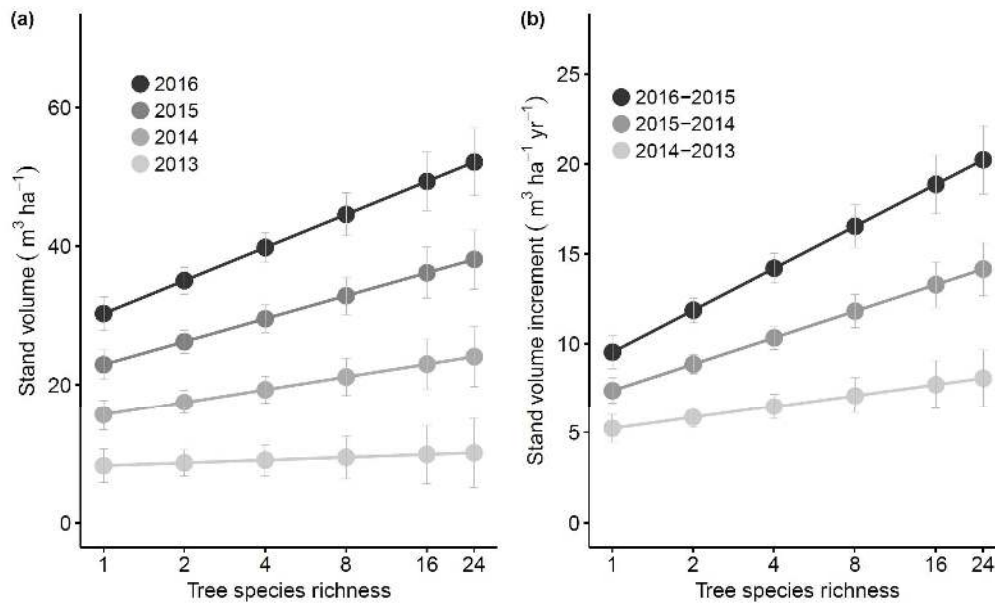 (a)
Stand volume ( m³ ha⁻¹)
60
40
20
0
2016
2015
2014
2013
1 2 4 8 16 24
Tree species richness
(b)
Stand volume increment ( m³ ha⁻¹ yr⁻¹)
25
20
15
10
5
0
2016−2015
2015−2014
2014−2013
1 2 4 8 16 24
Tree species richness